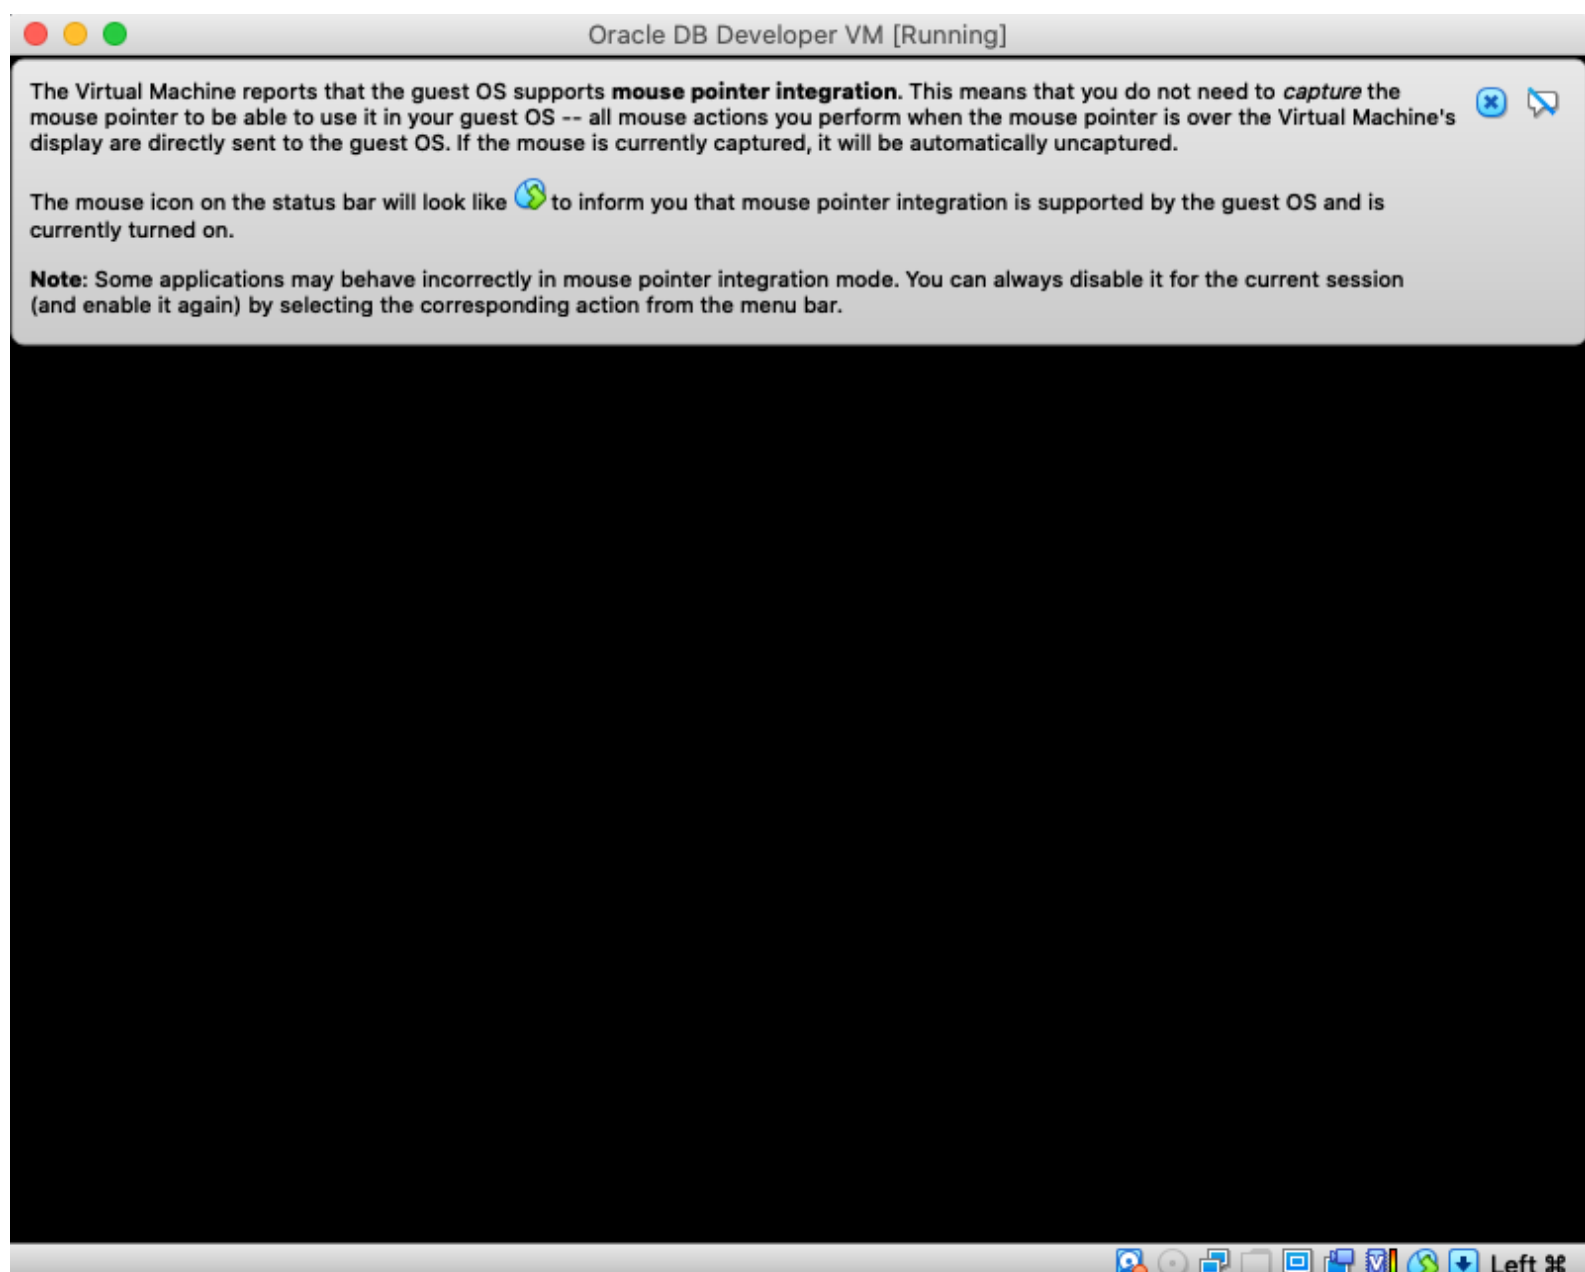 Oracle DB Developer VM [Running]
The Virtual Machine reports that the guest OS supports mouse pointer integration. This means that you do not need to capture the
mouse pointer to be able to use it in your guest OS -- all mouse actions you perform when the mouse pointer is over the Virtual Machine's
display are directly sent to the guest OS. If the mouse is currently captured, it will be automatically uncaptured.
The mouse icon on the status bar will look like to inform you that mouse pointer integration is supported by the guest OS and is
currently turned on.
Note: Some applications may behave incorrectly in mouse pointer integration mode. You can always disable it for the current session
(and enable it again) by selecting the corresponding action from the menu bar.
Left ⌘